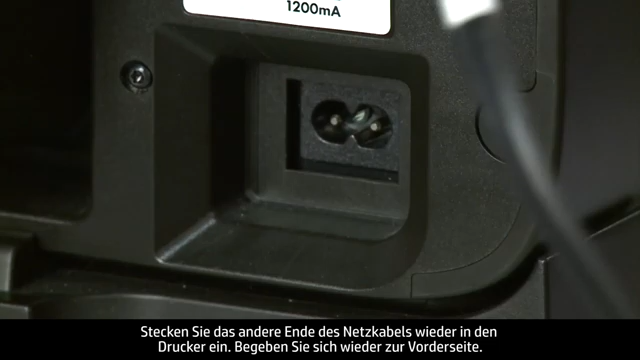 1200mA
Stecken Sie das andere Ende des Netzkabels wieder in den
Drucker ein. Begeben Sie sich wieder zur Vorderseite.